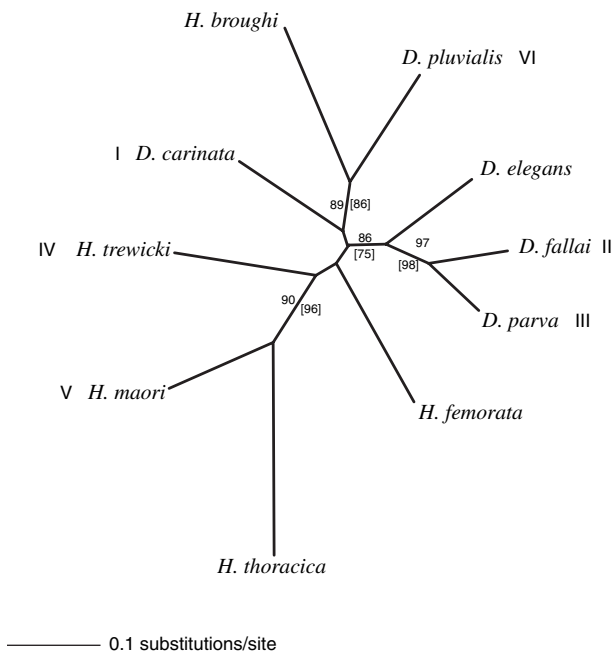 H. broughi
D. pluvialis VI
I D. carinata
D. elegans
89 [86]
86
[75]
97
[98]
IV H. trewicki
D. fallai II
D. parva III
90
[96]
V H. maori
H. femorata
H. thoracica
0.1 substitutions/site